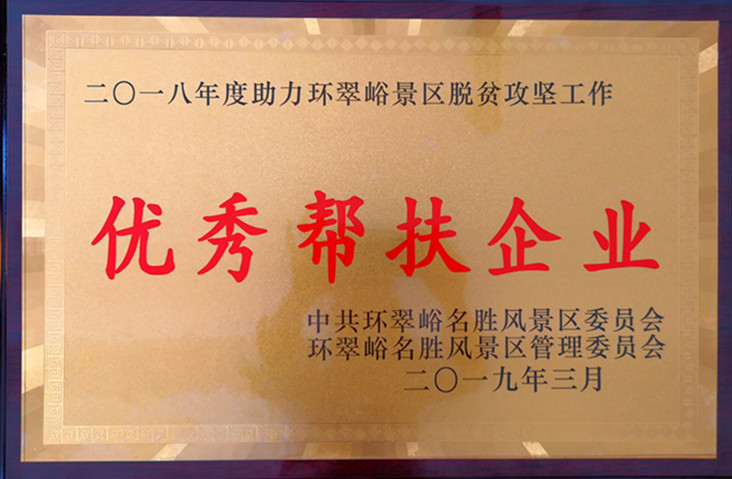 二〇一八年度助力环翠峪景区脱贫攻坚工作
优秀帮扶企业
中共环翠峪名胜风景区委员会
环翠峪名胜风景区管理委员会
二〇一九年三月